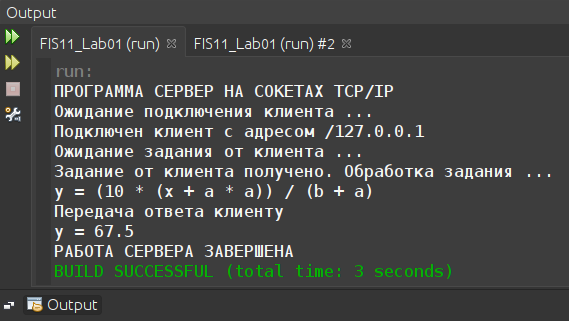 Output
FIS11_Lab01 (run)
FIS11_Lab01 (run) #2
run:
ПРОГРАММА СЕРВЕР НА СОКЕТАХ TCP/IP
Ожидание подключения клиента ...
Подключен клиент с адресом /127.0.0.1
Ожидание задания от клиента ...
Задание от клиента получено. Обработка задания ...
y = (10 * (x + a * a)) / (b + a)
Передача ответа клиенту
y = 67.5
РАБОТА СЕРВЕРА ЗАВЕРШЕНА
BUILD SUCCESSFUL (total time: 3 seconds)
Output